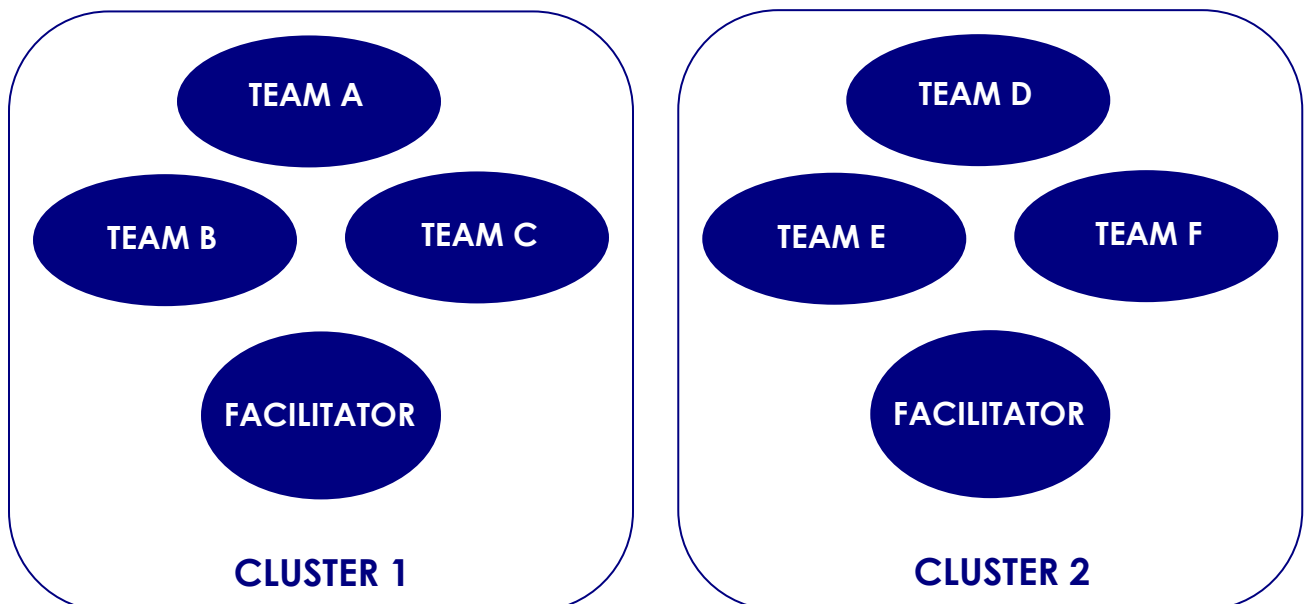 TEAM A
TEAM B
TEAM C
FACILITATOR
CLUSTER 1
TEAM D
TEAM E
TEAM F
FACILITATOR
CLUSTER 2